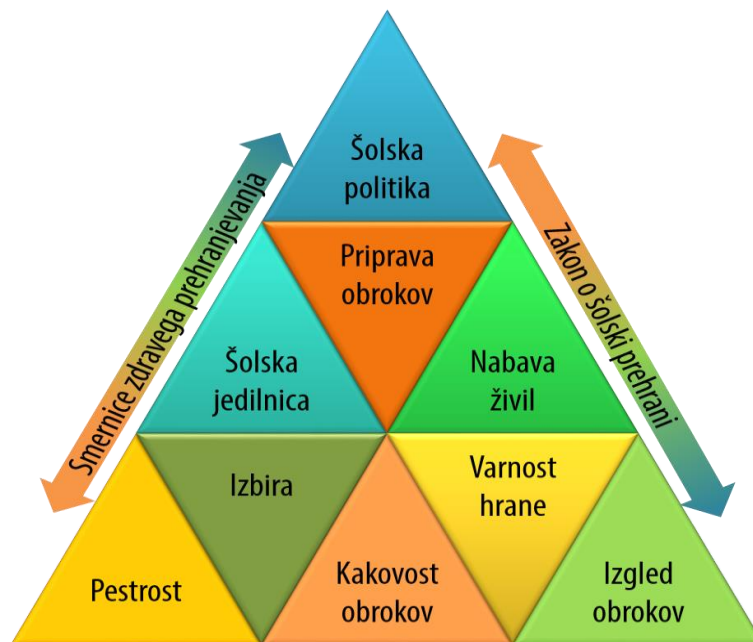 Šolska
politika
Smernice zdravega prehranjevanja
Zakon o šolski prehrani
Priprava
obrokov
Šolska
jedilnica
Nabava
živil
Izbira
Varnost
hrane
Pestrost
Kakovost
obrokov
Izgled
obrokov